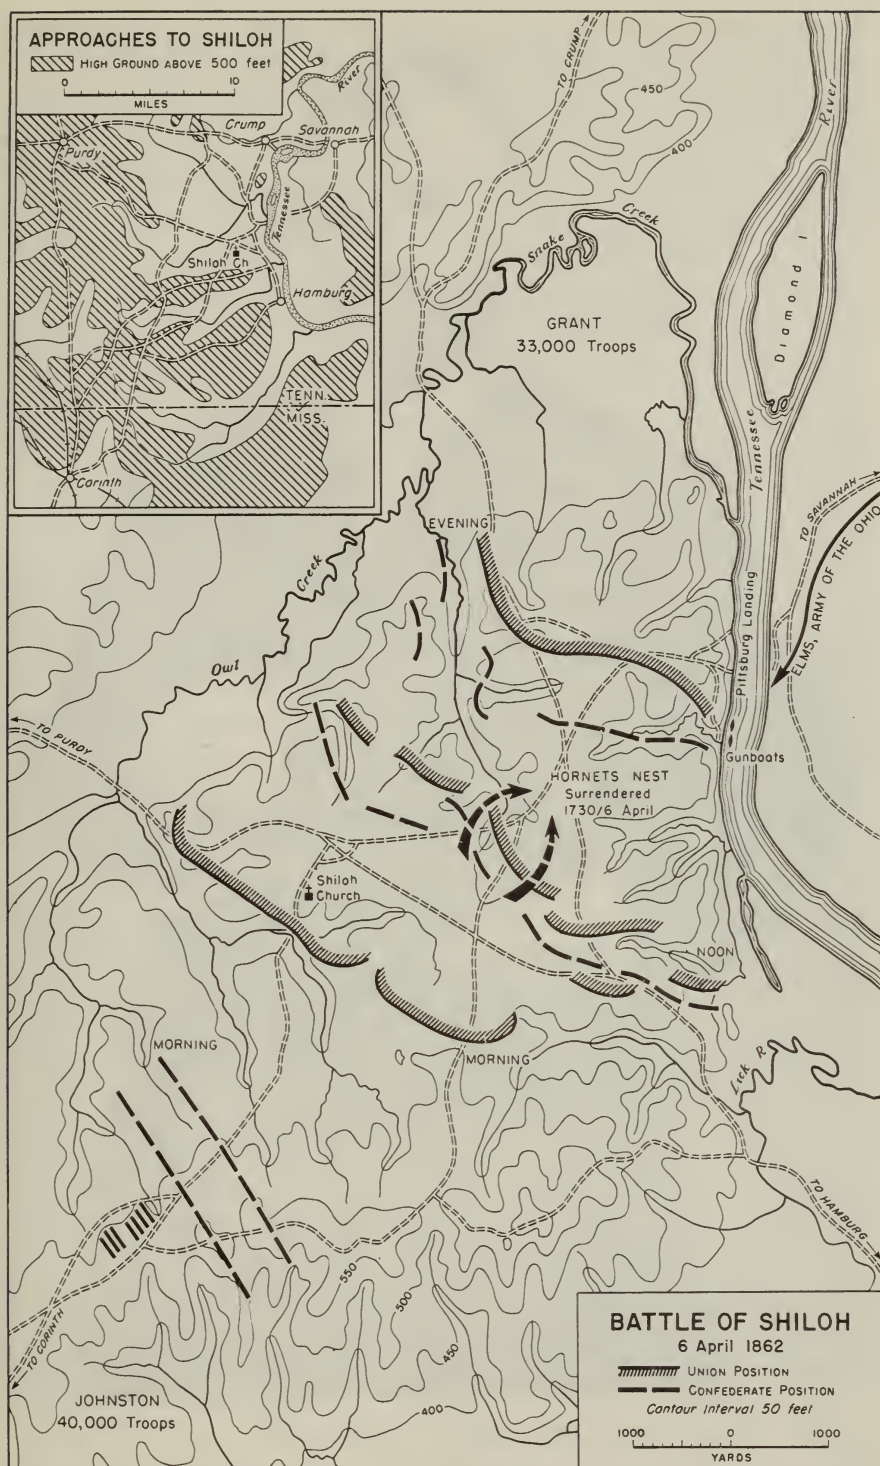 APPROACHES TO SHILOH
HIGH GROUND ABOVE 500 feet
0 10
MILES
River
Crump
Savannah
Purdy
Tennessee
Shiloh Ch
Hamburg
TENN.
MISS.
Corinth
TO CRUMP
450
400
River
Snake Creek
Diamond I
GRANT
33,000 Troops
Tennessee
TO SAVANNAH
ELMS, ARMY OF THE OHIO
EVENING
Creek
Owl
Pittsburg Landing
TO PURDY
Gunboats
HORNETS NEST
Surrendered
1730/6 April
Shiloh
Church
NOON
MORNING
MORNING
Lick R
TO HAMBURG
550
500
450
400
TO CORINTH
JOHNSTON
40,000 Troops
BATTLE OF SHILOH
6 April 1862
UNION POSITION
CONFEDERATE POSITION
Contour Interval 50 feet
1000 0 1000
YARDS